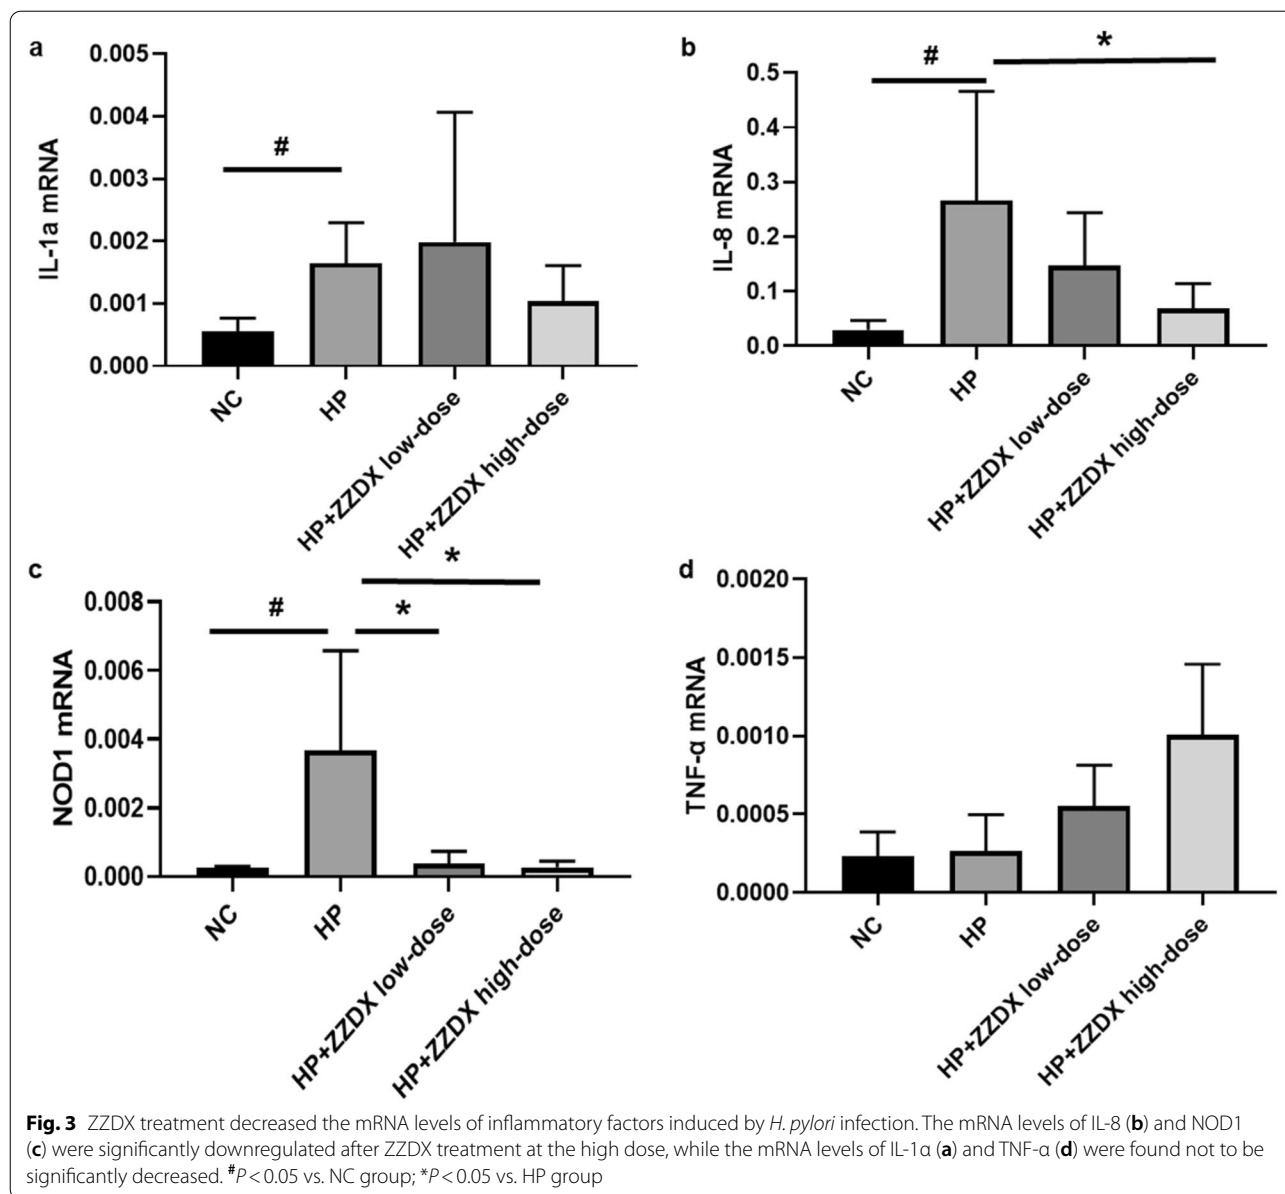 a
0.005
0.004
0.003
0.002
0.001
0.000
IL-1a mRNA
#
NC
HP
HP+ZZDX low-dose
HP+ZZDX high-dose
b
0.5
0.4
0.3
0.2
0.1
0.0
IL-8 mRNA
#
*
NC
HP
HP+ZZDX low-dose
HP+ZZDX high-dose
c
0.008
0.006
0.004
0.002
0.000
NOD1 mRNA
#
*
*
NC
HP
HP+ZZDX low-dose
HP+ZZDX high-dose
d
0.0020
0.0015
0.0010
0.0005
0.0000
TNF-α mRNA
NC
HP
HP+ZZDX low-dose
HP+ZZDX high-dose
Fig. 3 ZZDX treatment decreased the mRNA levels of inflammatory factors induced by H. pylori infection. The mRNA levels of IL-8 (b) and NOD1
(c) were significantly downregulated after ZZDX treatment at the high dose, while the mRNA levels of IL-1α (a) and TNF-α (d) were found not to be
significantly decreased. #P < 0.05 vs. NC group; *P < 0.05 vs. HP group